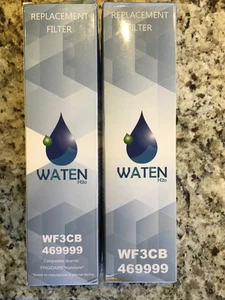 REPLACEMENT
FILTER
WATEN
H2o
WF3CB
469999
REPLACEMENT
FILTER
WATEN
H2o
WF3CB
469999